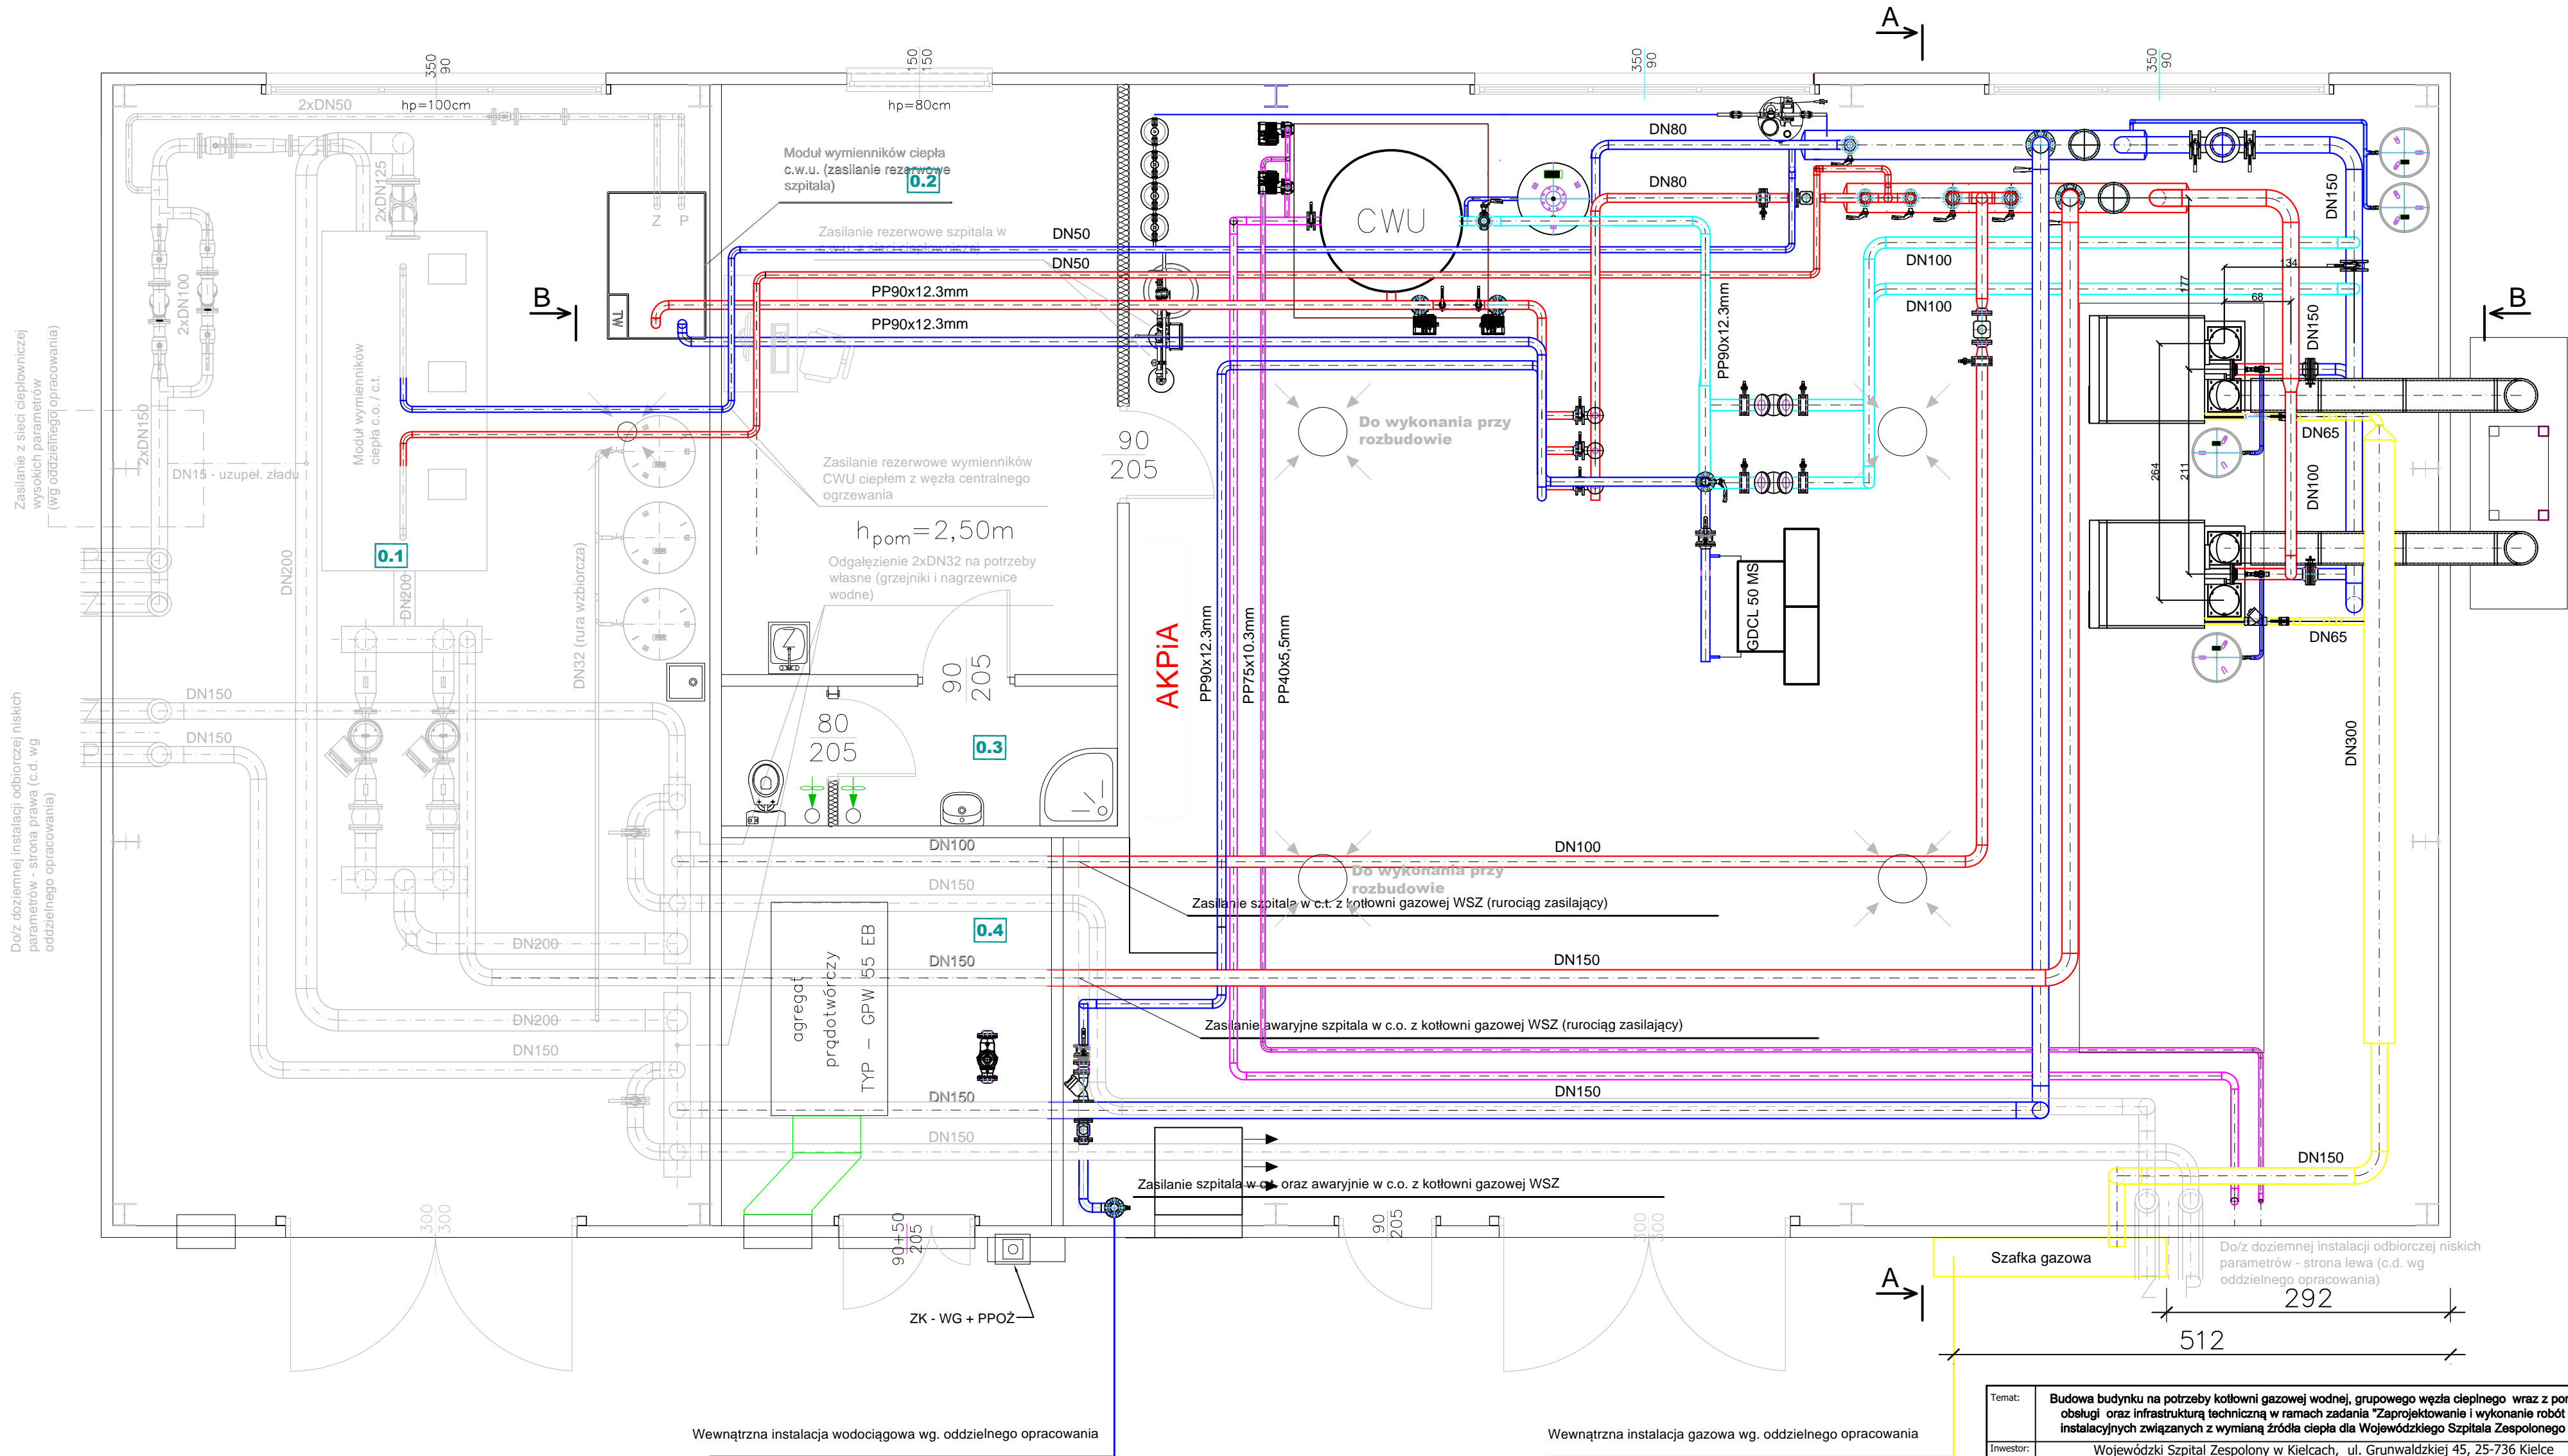 A
350
90
150
150
350
90
350
90
2xDN50
hp=100cm
hp=80cm
Moduł wymienników ciepła
c.w.u. (zasilanie rezerwowe
szpitala)
0.2
2xDN125
Z P
Zasilanie rezerwowe szpitala w
DN50
DN50
CWU
DN80
DN80
DN150
DN100
DN100
134
177
68
B
B
TW
PP90x12.3mm
PP90x12.3mm
PP90x12.3mm
DN150
2xDN100
Zasilanie z sieci ciepłowniczej
wysokich parametrów
(wg oddzielnego opracowania)
2xDN150
Moduł wymienników
ciepła c.o. / c.t.
DN15 - uzupeł. zładu
90
205
Do wykonania przy
rozbudowie
DN65
264
211
DN100
Zasilanie rezerwowe wymienników
CWU ciepłem z węzła centralnego
ogrzewania
hpom=2,50m
Odgałęzienie 2xDN32 na potrzeby
własne (grzejniki i nagrzewnice
wodne)
0.1
DN200
DN200
DN32 (rura wzbiorcza)
GDCL 50 MS
DN65
AKPiA
PP90x12.3mm
PP75x10.3mm
PP40x5,5mm
90
205
80
205
0.3
DN150
DN150
Do/z doziemnej instalacji odbiorczej niskich
parametrów - strona prawa (c.d. wg
oddzielnego opracowania)
DN300
DN100
DN100
Do wykonania przy
rozbudowie
DN150
Zasilanie szpitala w c.t. z kotłowni gazowej WSZ (rurociąg zasilający)
0.4
DN200
DN150
DN150
agregat
prądotwórczy
TYP - GPW 55 EB
DN200
Zasilanie awaryjne szpitala w c.o. z kotłowni gazowej WSZ (rurociąg zasilający)
DN150
DN150
DN150
DN150
DN150
Zasilanie szpitala w c.t. oraz awaryjnie w c.o. z kotłowni gazowej WSZ
300
300
90+50
205
90
205
300
300
Szafka gazowa
Do/z doziemnej instalacji odbiorczej niskich
parametrów - strona lewa (c.d. wg
oddzielnego opracowania)
Z P
A
ZK - WG + PPOŻ
292
512
Wewnątrzna instalacja wodociągowa wg. oddzielnego opracowania
Wewnątrzna instalacja gazowa wg. oddzielnego opracowania
Temat:
Budowa budynku na potrzeby kotłowni gazowej wodnej, grupowego węzła cieplnego wraz z
obsługi oraz infrastrukturą techniczną w ramach zadania "Zaprojektowanie i wykonanie robót
instalacyjnych związanych z wymianą źródła ciepła dla Wojewódzkiego Szpitala Zespolonego
Inwestor:
Wojewódzki Szpital Zespolony w Kielcach, ul. Grunwaldzkiej 45, 25-736 Kielce